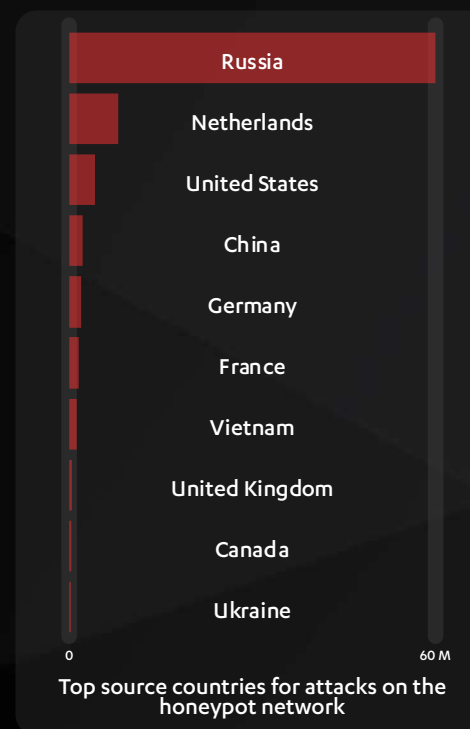 Russia
Netherlands
United States
China
Germany
France
Vietnam
United Kingdom
Canada
Ukraine
0 60 M
Top source countries for attacks on the
honeypot network